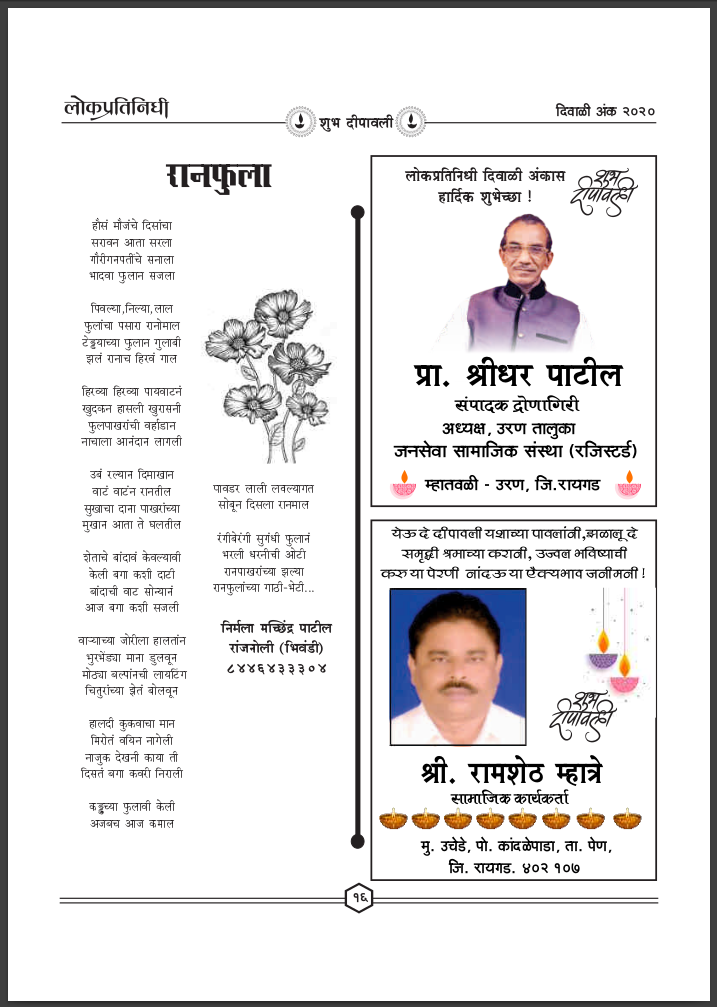 लोकप्रतिनिधी
शुभ दीपावली
दिवाळी अंक २०२०
रानफुला
हौसं मौजंचे दिसांचा
सरावन आता सरला
गौरीगनपतींचे सनाला
भादवा फुलान सजला
पिवल्या,निल्या,लाल
फुलांचा पसारा रानोमाल
टेड्ड्याच्या फुलान गुलाबी
झलं रानाच हिरवं गाल
हिरव्या हिरव्या पायवाटनं
खुदकन हासली खुरासनी
फुलपाखरांची वर्हाडान
नाचाला आनंदान लागली
उबं रल्यान दिमाखान
वाटं वाटंन रानतील
सुखाचा दाना पाखरांच्या
मुखान आता ते घलतील
शेताचे बांदावं केवल्यावी
केली बगा कशी दाटी
बांदाची वाट सोन्यानं
आज बगा कशी सजली
वाऱ्याच्या जोरीला हालतांन
भुरभेंड्या माना डुलवून
मोठ्या बल्पांनची लायटिंग
चितुरांच्या झेतं बोलवून
हालदी कुकवाचा मान
मिरोतं वयिन नागेली
नाजुक देखनी काया ती
दिसतं बगा कवरी निराली
कडूच्या फुलावी केली
अजबच आज कमाल
पावडर लाली लवल्यागत
सोबून दिसला रानमाल
रंगीबेरंगी सुगंधी फुलानं
भरली धरनीची ओटी
रानपाखरांच्या झल्या
रानफुलांच्या गाठी-भेटी...
निर्मला मच्छिंद्र पाटील
रांजनोली (भिवंडी)
८४४६४३३३०४
लोकप्रतिनिधी दिवाळी अंकास
हार्दिक शुभेच्छा !
शुभ
दीपावली
प्रा. श्रीधर पाटील
संपादक द्रोणागिरी
अध्यक्ष, उरण तालुका
जनसेवा सामाजिक संस्था (रजिस्टर्ड)
म्हातवळी - उरण, जि.रायगड
येऊ दे दीपावली यशाच्या पावलांनी,झळाळू दे
समृद्धी श्रमाच्या करानी, उज्वल भविष्याची
करु या पेरणी नांदऊ या ऐक्यभाव जनीमनी !
शुभ
दीपावली
श्री. रामशेठ म्हात्रे
सामाजिक कार्यकर्ता
मु. उचेडे, पो. कांदळेपाडा, ता. पेण,
जि. रायगड. ४०२ १०७
१६